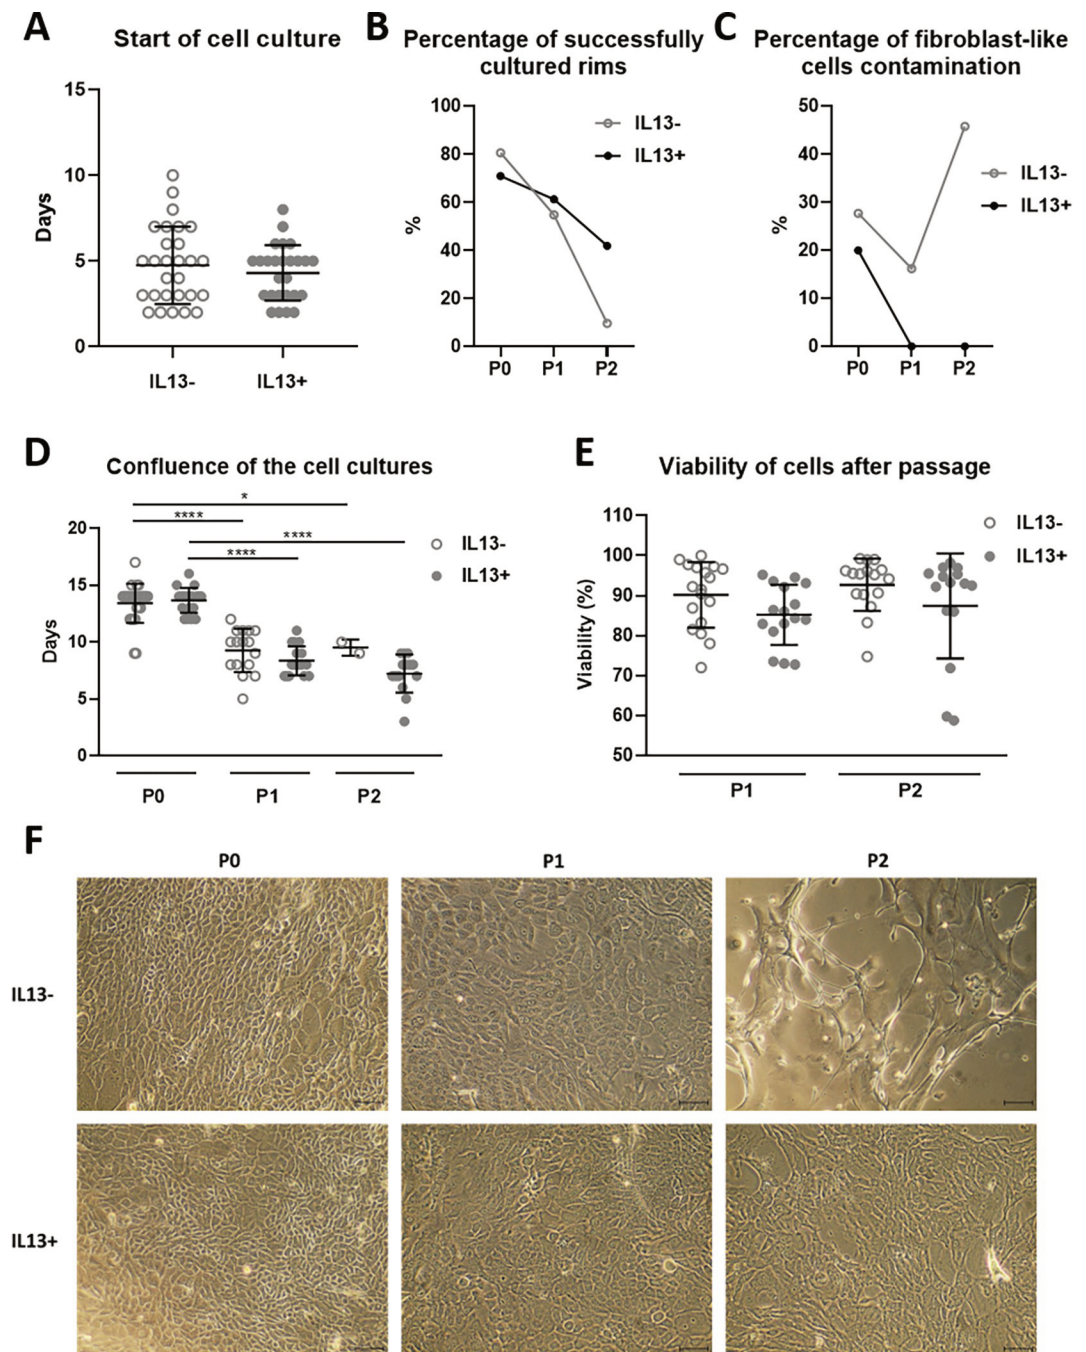 A
Start of cell culture
15
10
5
0
Days
IL13-
IL13+
B
Percentage of successfully
cultured rims
100
80
60
40
20
0
%
IL13-
IL13+
P0
P1
P2
C
Percentage of fibroblast-like
cells contamination
50
40
30
20
10
0
%
IL13-
IL13+
P0
P1
P2
D
Confluence of the cell cultures
*
****
****
****
20
15
10
5
0
Days
IL13-
IL13+
P0
P1
P2
E
Viability of cells after passage
110
100
90
80
70
60
50
Viability (%)
IL13-
IL13+
P1
P2
F
P0
P1
P2
IL13-
IL13+